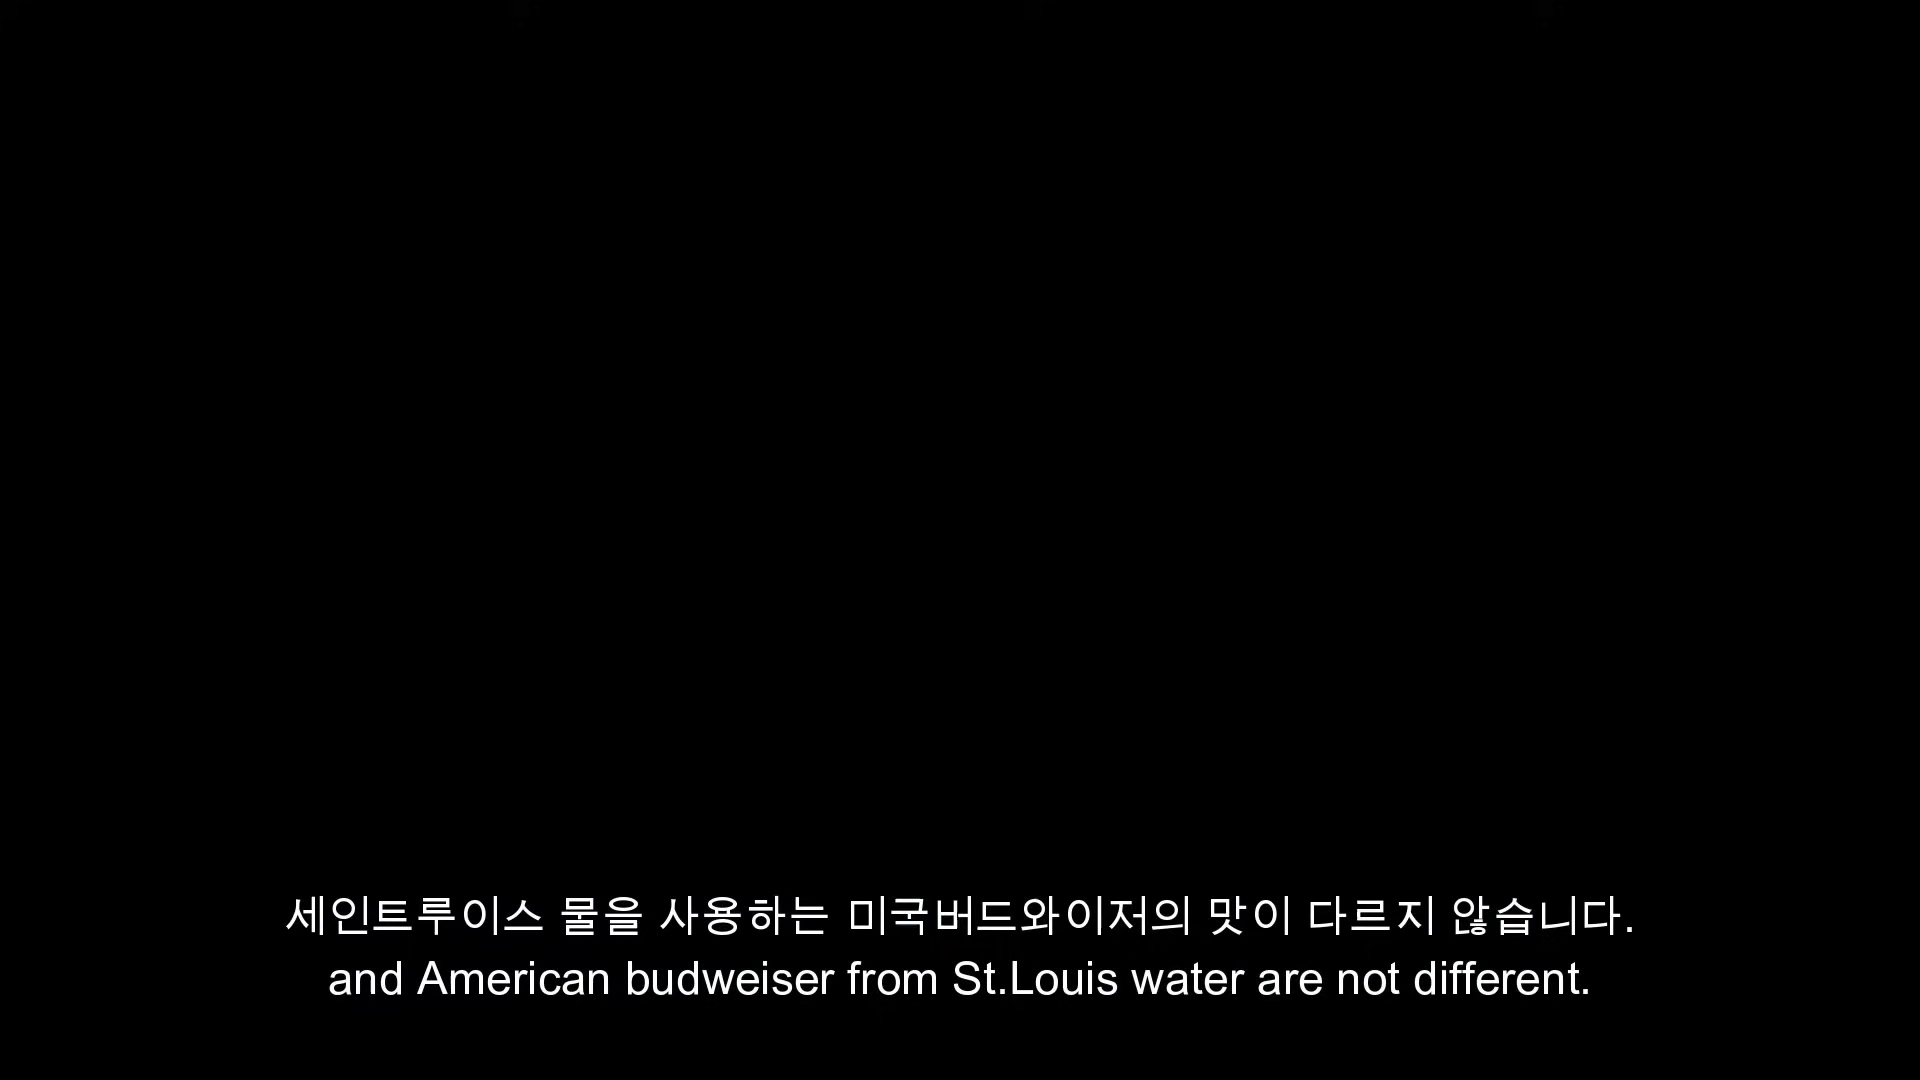 세인트루이스 물을 사용하는 미국버드와이저의 맛이 다르지 않습니다.
and American budweiser from St.Louis water are not different.